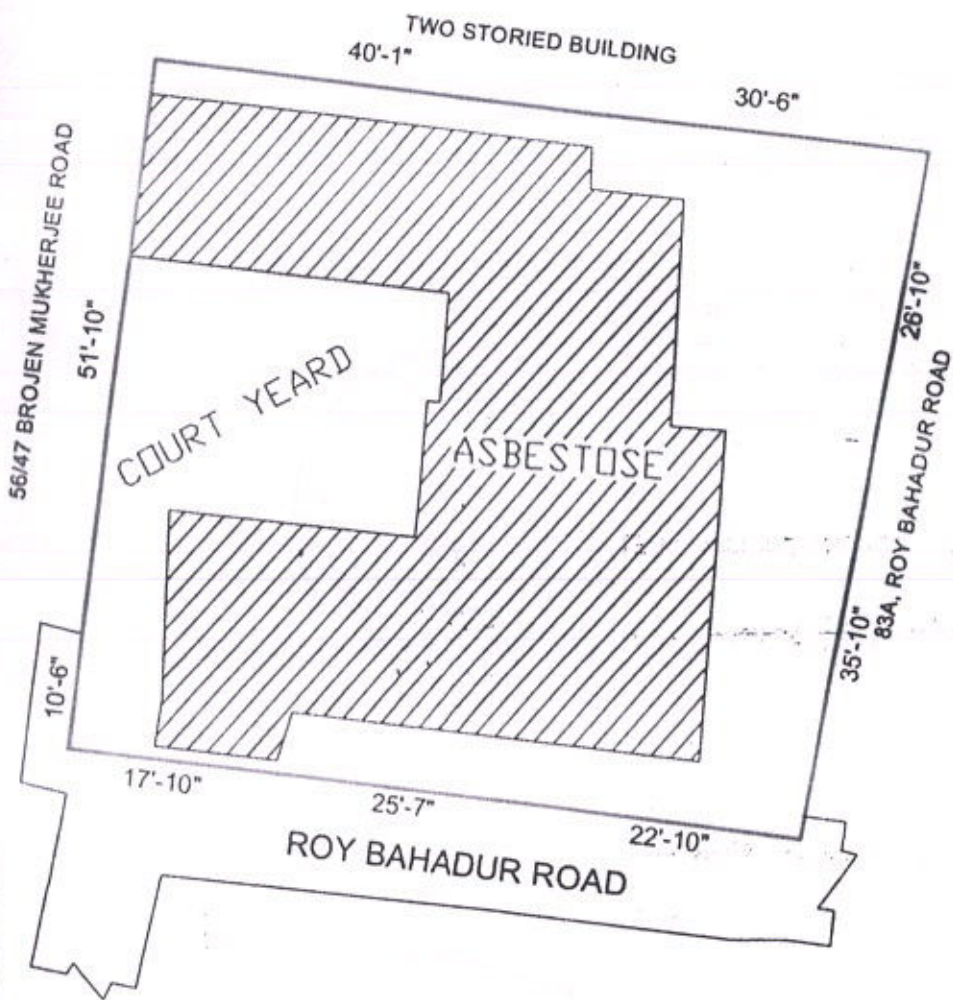 TWO STORIED BUILDING
40'-1"
30'-6"
56/47 BROJEN MUKHERJEE ROAD
51'-10"
26'-10"
COURT YEARD
ASBESTOSE
83A, ROY BAHADUR ROAD
35'-10"
10'-6"
17'-10"
25'-7"
22'-10"
ROY BAHADUR ROAD